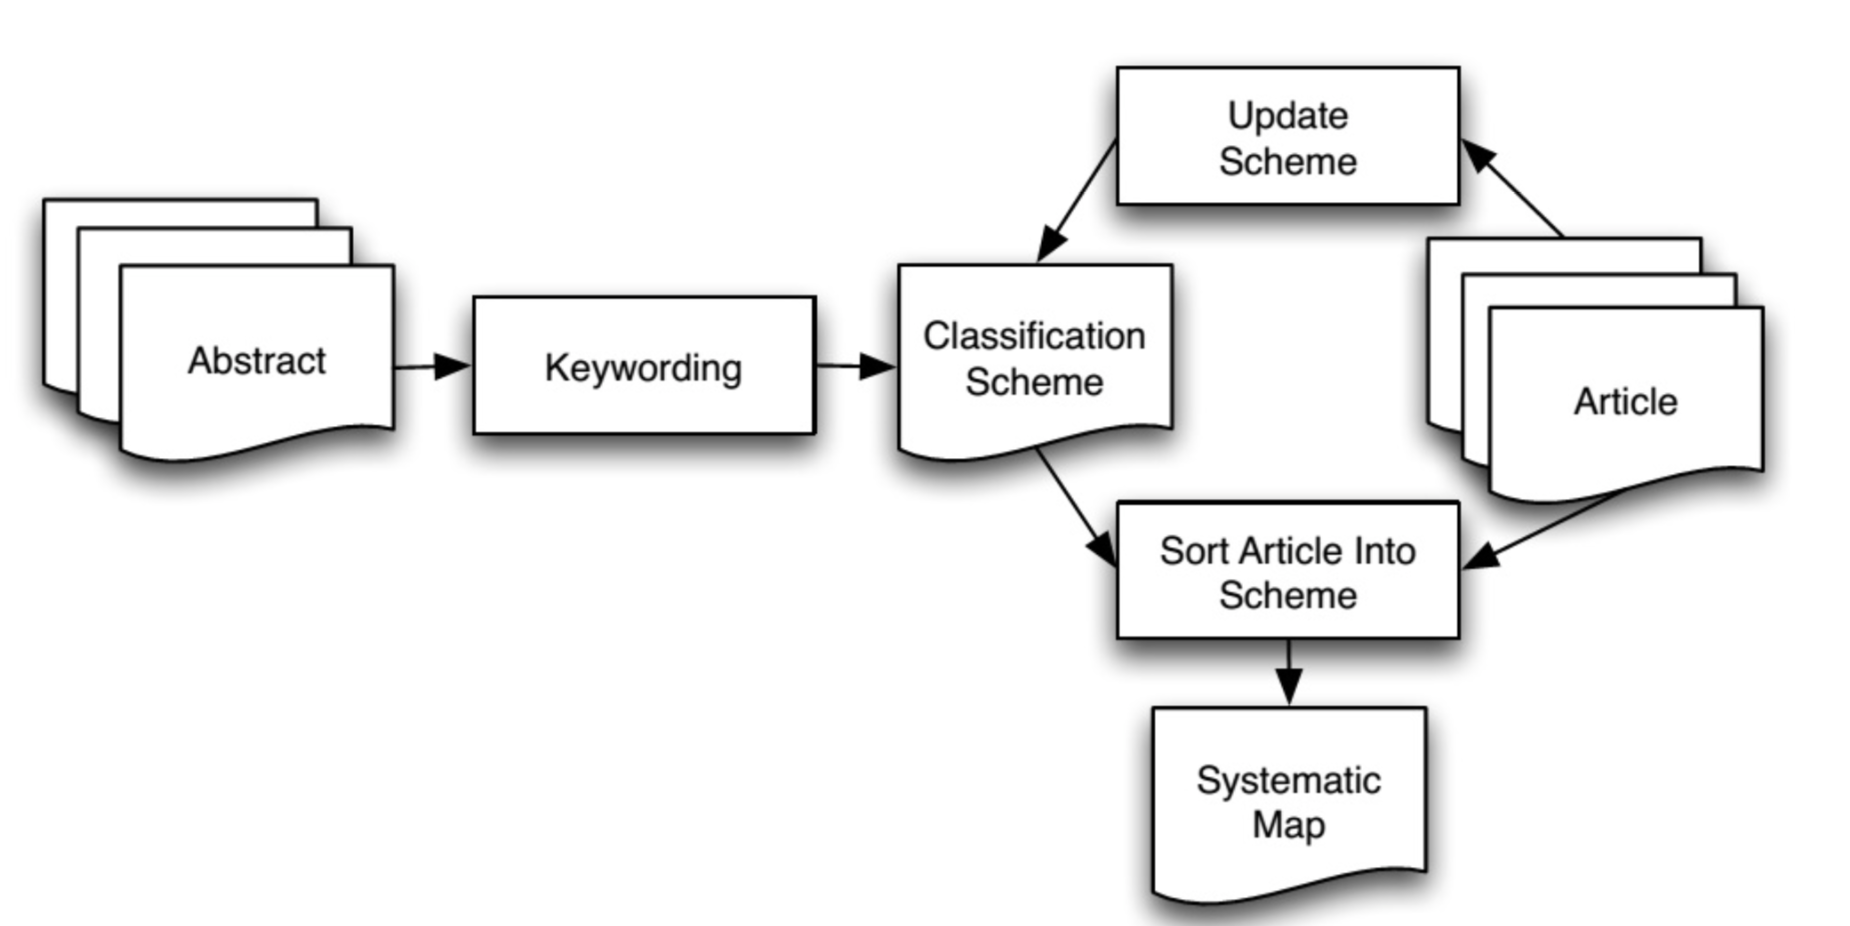 Update
Scheme
Abstract
Keywording
Classification
Scheme
Article
Sort Article Into
Scheme
Systematic
Map